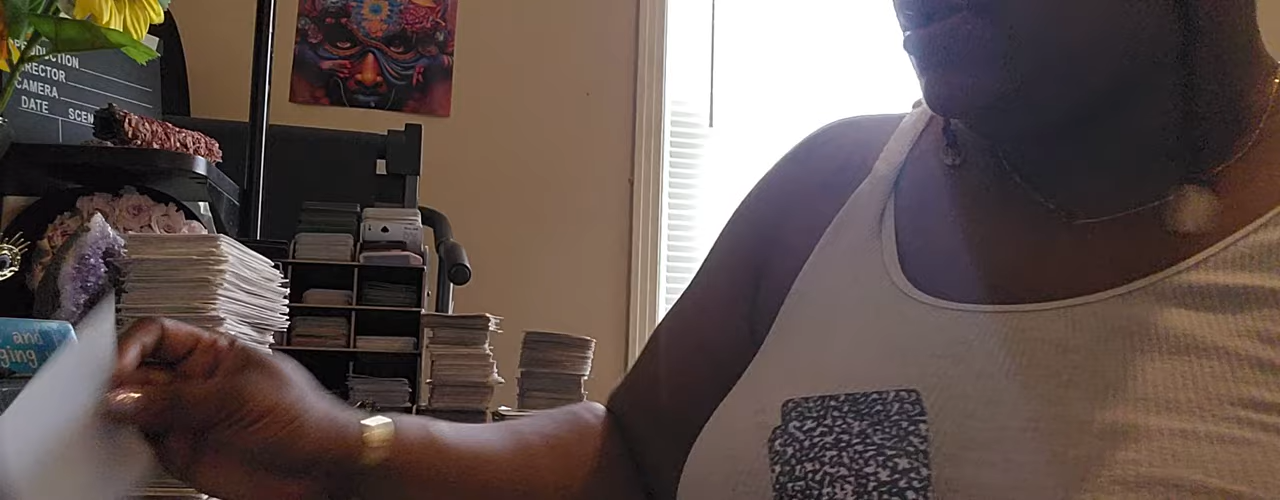 PRODUCTION
DIRECTOR
CAMERA
DATE SCEN
and
ging